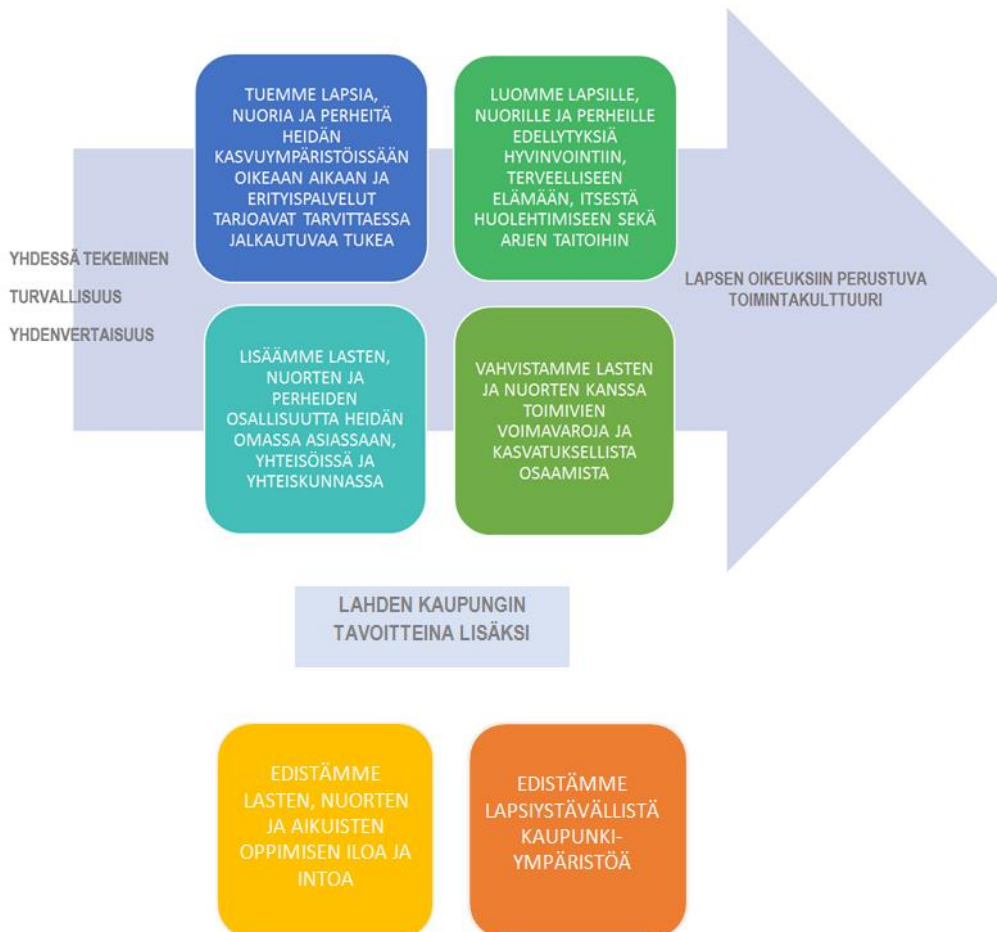 TUEMME LAPSIA,
NUORIA JA PERHEITÄ
HEIDÄN
KASVUYMPÄRISTÖISSÄÄN
OIKEAAN AIKAAN JA
ERITYISPALVELUT
TARJOAVAT TARVITTAESSA
JALKAUTUVAA TUKEA
LUOMME LAPSILLE,
NUORILLE JA PERHEILLE
EDELLYTYKSIÄ
HYVINVOINTIIN,
TERVEELLISEEN
ELÄMÄÄN, ITSESTÄ
HUOLEHTIMISEEN SEKÄ
ARJEN TAITOIHIN
YHDESSÄ TEKEMINEN
TURVALLISUUS
YHDENVERTAISUUS
LAPSEN OIKEUKSIIN PERUSTUVA
TOIMINTAKULTTUURI
LISÄÄMME LASTEN,
NUORTEN JA
PERHEIDEN
OSALLISUUTTA HEIDÄN
OMASSA ASIASSAAN,
YHTEISÖISSÄ JA
YHTEISKUNNASSA
VAHVISTAMME LASTEN
JA NUORTEN KANSSA
TOIMIVIEN
VOIMAVAROJA JA
KASVATUKSELLISTA
OSAAMISTA
LAHDEN KAUPUNGIN
TAVOITTEINA LISÄKSI
EDISTÄMME
LASTEN, NUORTEN
JA AIKUISTEN
OPPIMISEN ILOA JA
INTOA
EDISTÄMME
LAPSIYSTÄVÄLLISTÄ
KAUPUNKI-
YMPÄRISTÖÄ